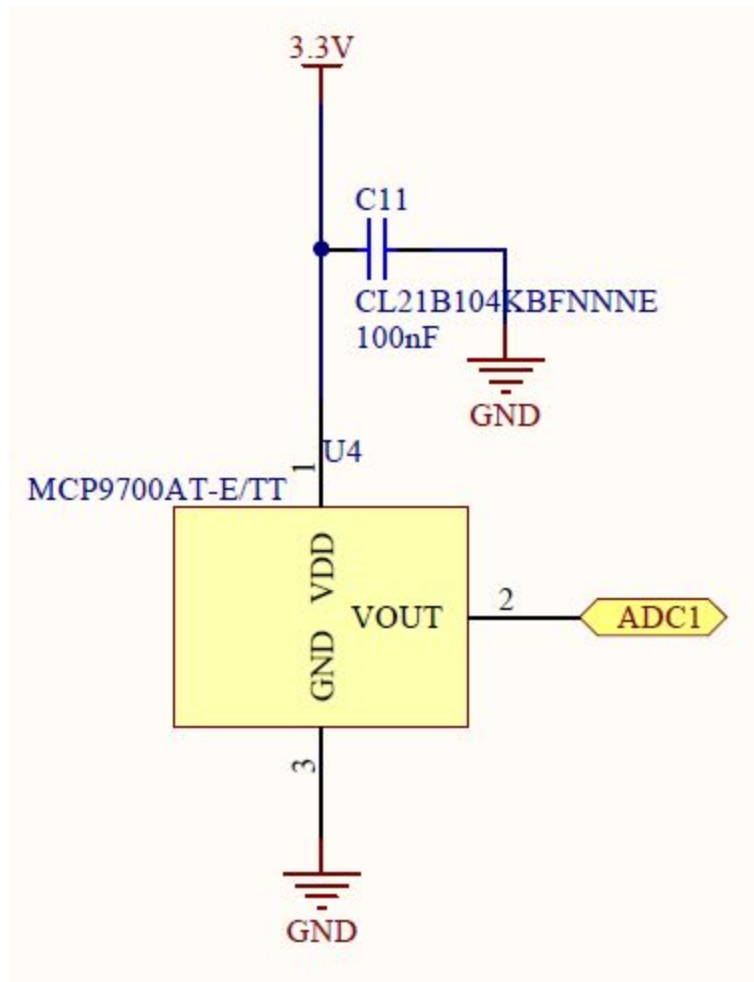 3.3V
C11
CL21B104KBFNNNE
100nF
GND
U4
1
MCP9700AT-E/TT
VDD
VOUT
GND
2
ADC1
3
GND